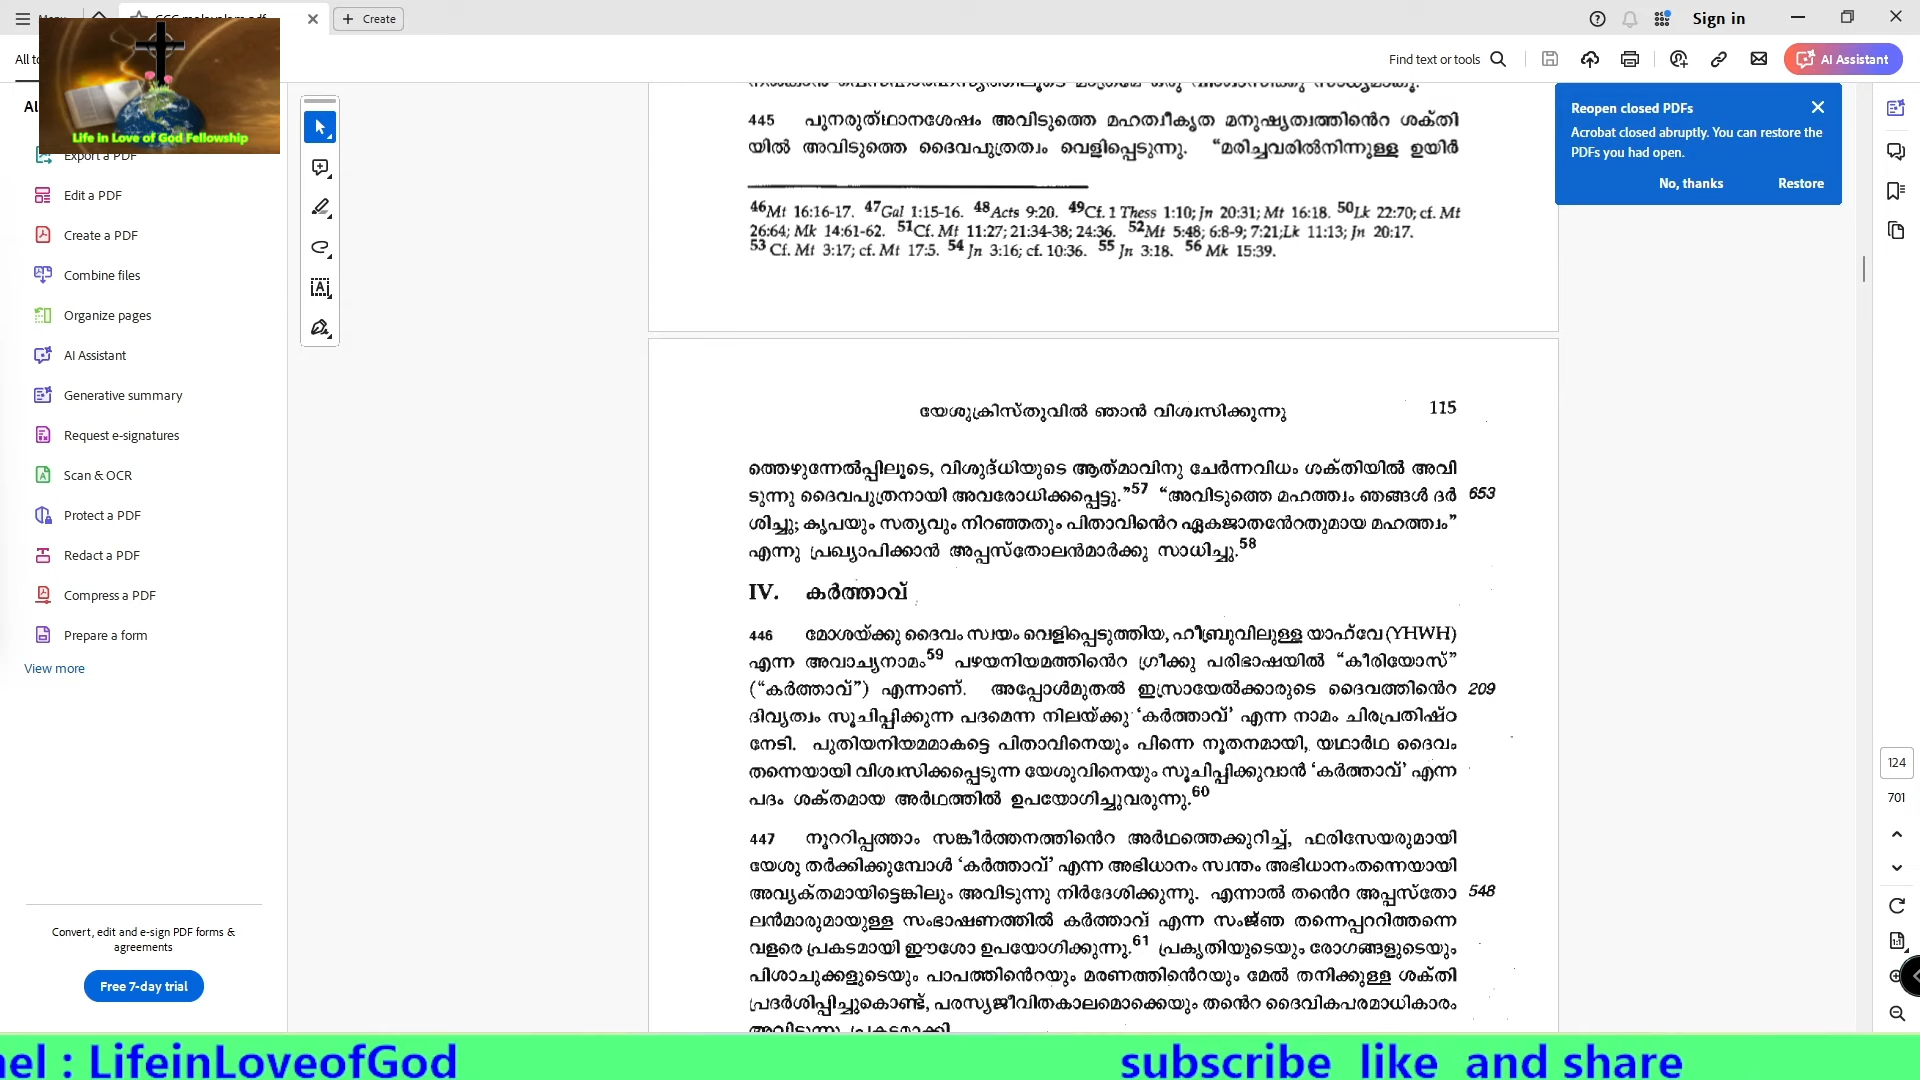 CCC malayalam.pdf
Create
Sign in
Life in Love of God Fellowship
Find text or tools
AI Assistant
Export a PDF
Edit a PDF
Create a PDF
Combine files
Organize pages
AI Assistant
Generative summary
Request e-signatures
Scan & OCR
Protect a PDF
Redact a PDF
Compress a PDF
Prepare a form
View more
Convert, edit and e-sign PDF forms &
agreements
Free 7-day trial
Reopen closed PDFs
Acrobat closed abruptly. You can restore the
PDFs you had open.
No, thanks Restore
445 പുനരുത്ഥാനശേഷം അവിടുത്തെ മഹത്വീകൃത മനുഷ്യത്വത്തിൻെറ ശക്തി
യിൽ അവിടുത്തെ ദൈവപുത്രത്വം വെളിപ്പെടുന്നു. “മരിച്ചവരിൽനിന്നുള്ള ഉയിർ
46Mt 16:16-17. 47Gal 1:15-16. 48Acts 9:20. 49Cf. 1 Thess 1:10; Jn 20:31; Mt 16:18. 50Lk 22:70; cf. Mt
26:64; Mk 14:61-62. 51Cf. Mt 11:27; 21:34-38; 24:36. 52Mt 5:48; 6:8-9; 7:21;Lk 11:13; Jn 20:17.
53 Cf. Mt 3:17; cf. Mt 17:5. 54 Jn 3:16; cf. 10:36. 55 Jn 3:18. 56 Mk 15:39.
യേശുക്രിസ്തുവിൽ ഞാൻ വിശ്വസിക്കുന്നു 115
ത്തെഴുന്നേൽപ്പിലൂടെ, വിശുദ്ധിയുടെ ആത്മാവിനു ചേർന്നവിധം ശക്തിയിൽ അവി
ടുന്നു ദൈവപുത്രനായി അവരോധിക്കപ്പെട്ടു.”57 “അവിടുത്തെ മഹത്ത്വം ഞങ്ങൾ ദർ 653
ശിച്ചു; കൃപയും സത്യവും നിറഞ്ഞതും പിതാവിൻെറ ഏകജാതൻേറതുമായ മഹത്ത്വം”
എന്നു പ്രഖ്യാപിക്കാൻ അപ്പസ്തോലൻമാർക്കു സാധിച്ചു.58
IV. കർത്താവ്
446 മോശയ്ക്കു ദൈവം സ്വയം വെളിപ്പെടുത്തിയ, ഹീബ്രുവിലുള്ള യാഹ്‌വേ (YHWH)
എന്ന അവാച്യനാമം59 പഴയനിയമത്തിൻെറ ഗ്രീക്കു പരിഭാഷയിൽ “കീരിയോസ്”
(“കർത്താവ്”) എന്നാണ്. അപ്പോൾമുതൽ ഇസ്രായേൽക്കാരുടെ ദൈവത്തിൻെറ 209
ദിവ്യത്വം സൂചിപ്പിക്കുന്ന പദമെന്ന നിലയ്ക്കു ‘കർത്താവ്’ എന്ന നാമം ചിരപ്രതിഷ്ഠ
നേടി. പുതിയനിയമമാകട്ടെ പിതാവിനെയും പിന്നെ നൂതനമായി, യഥാർഥ ദൈവം
തന്നെയായി വിശ്വസിക്കപ്പെടുന്ന യേശുവിനെയും സൂചിപ്പിക്കുവാൻ ‘കർത്താവ്’ എന്ന
പദം ശക്തമായ അർഥത്തിൽ ഉപയോഗിച്ചുവരുന്നു.60
447 നൂററിപ്പത്താം സങ്കീർത്തനത്തിൻെറ അർഥത്തെക്കുറിച്ച്, ഫരിസേയരുമായി
യേശു തർക്കിക്കുമ്പോൾ ‘കർത്താവ്’ എന്ന അഭിധാനം സ്വന്തം അഭിധാനംതന്നെയായി
അവ്യക്തമായിട്ടെങ്കിലും അവിടുന്നു നിർദേശിക്കുന്നു. എന്നാൽ തൻെറ അപ്പസ്തോ 548
ലൻമാരുമായുള്ള സംഭാഷണത്തിൽ കർത്താവ് എന്ന സംജ്ഞ തന്നെപ്പററിത്തന്നെ
വളരെ പ്രകടമായി ഈശോ ഉപയോഗിക്കുന്നു.61 പ്രകൃതിയുടെയും രോഗങ്ങളുടെയും
പിശാചുക്കളുടെയും പാപത്തിൻെറയും മരണത്തിൻെറയും മേൽ തനിക്കുള്ള ശക്തി
പ്രദർശിപ്പിച്ചുകൊണ്ട്, പരസ്യജീവിതകാലമൊക്കെയും തൻെറ ദൈവികപരമാധികാരം
അവിടുന്നു പ്രകടമാക്കി
124
701
nel : LifeinLoveofGod subscribe like and share